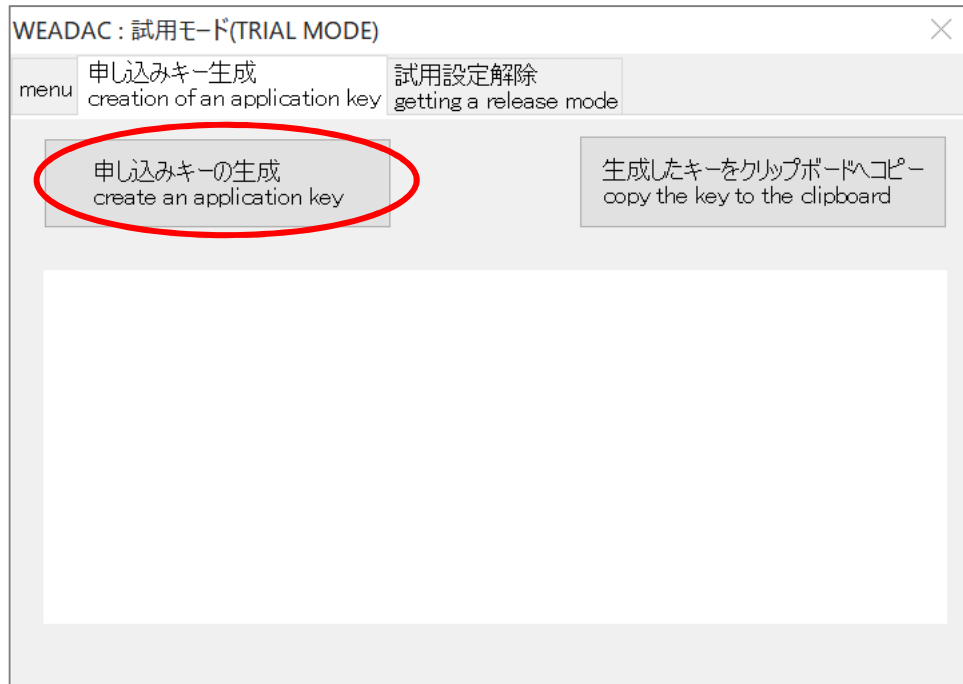 WEADAC : 試用モード(TRIAL MODE)
menu
申し込みキー生成
creation of an application key
試用設定解除
getting a release mode
申し込みキーの生成
create an application key
生成したキーをクリップボードへコピー
copy the key to the clipboard